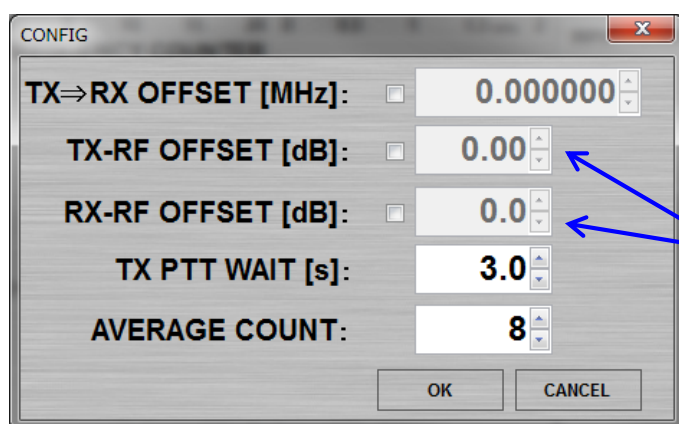 CONFIG
TX⇒RX OFFSET [MHz]: 0.000000
TX-RF OFFSET [dB]: 0.00
RX-RF OFFSET [dB]: 0.0
TX PTT WAIT [s]: 3.0
AVERAGE COUNT: 8
OK CANCEL